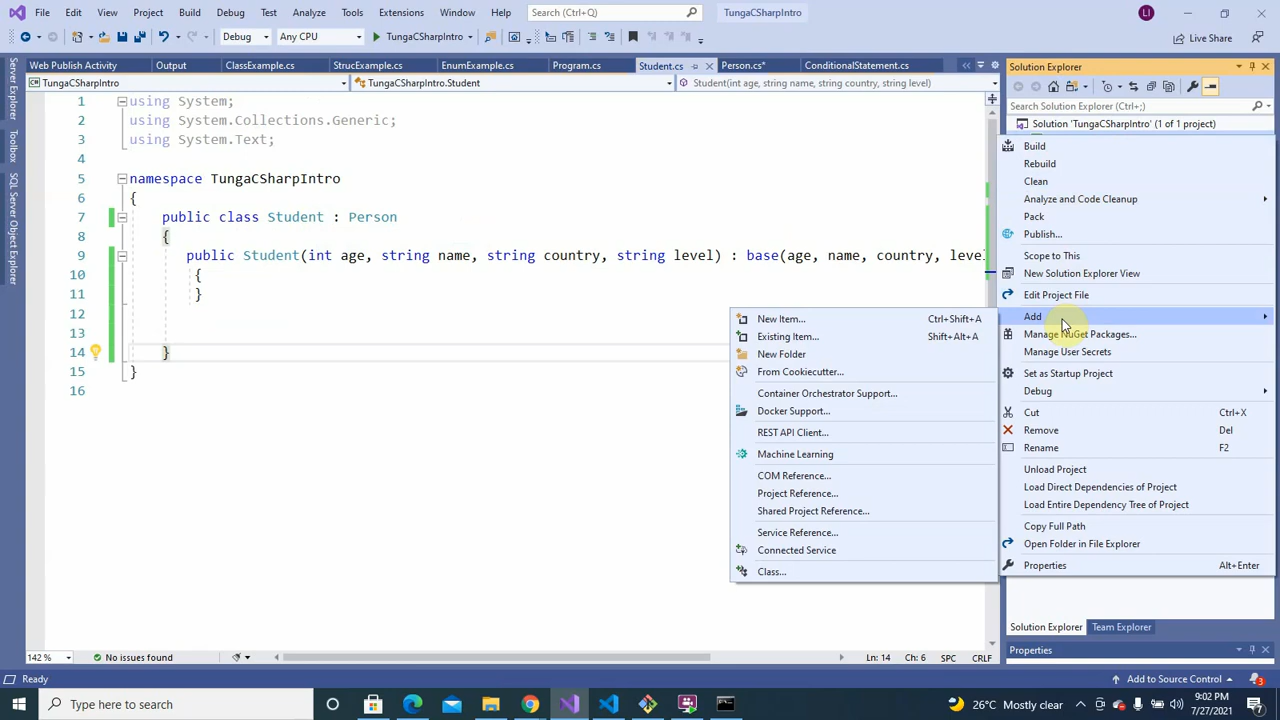 File Edit View Project Build Debug Test Analyze Tools Extensions Window Help Search (Ctrl+Q) TungaCSharpIntro LI
Debug Any CPU TungaCSharpIntro Live Share
Web Publish Activity Output ClassExample.cs StrucExample.cs EnumExample.cs Program.cs Student.cs Person.cs* ConditionalStatement.cs
Solution Explorer
TungaCSharpIntro TungaCSharpIntro.Student Student(int age, string name, string country, string level)
Search Solution Explorer (Ctrl+;)
Solution 'TungaCSharpIntro' (1 of 1 project)
Server Explorer
Toolbox
SQL Server Object Explorer
1 using System;
2 using System.Collections.Generic;
3 using System.Text;
4
5 namespace TungaCSharpIntro
6 {
7 public class Student : Person
8 {
9 public Student(int age, string name, string country, string level) : base(age, name, country, leve
10 {
11 }
12
13
14 }
15 }
16
Build
Rebuild
Clean
Analyze and Code Cleanup
Pack
Publish...
Scope to This
New Solution Explorer View
Edit Project File
Add
Manage NuGet Packages...
Manage User Secrets
Set as Startup Project
Debug
Cut Ctrl+X
Remove Del
Rename F2
Unload Project
Load Direct Dependencies of Project
Load Entire Dependency Tree of Project
Copy Full Path
Open Folder in File Explorer
Properties Alt+Enter
New Item... Ctrl+Shift+A
Existing Item... Shift+Alt+A
New Folder
From Cookiecutter...
Container Orchestrator Support...
Docker Support...
REST API Client...
Machine Learning
COM Reference...
Project Reference...
Shared Project Reference...
Service Reference...
Connected Service
Class...
Solution Explorer Team Explorer
Properties
142 % No issues found Ln: 14 Ch: 6 SPC CRLF
Ready Add to Source Control 3
Type here to search 26°C Mostly clear 9:02 PM
7/27/2021